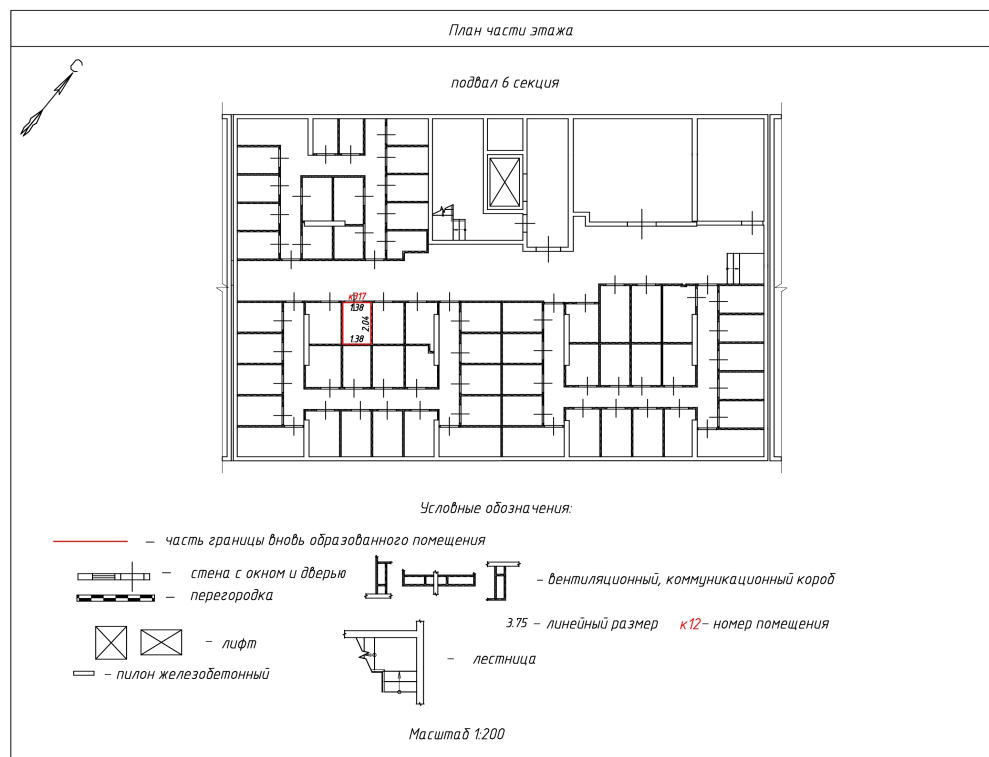 План части этажа
С
подвал 6 секция
к317
1.38
2.04
1.38
Условные обозначения:
— часть границы вновь образованного помещения
— стена с окном и дверью
— перегородка
— вентиляционный, коммуникационный короб
3.75 — линейный размер к12 — номер помещения
— лифт
— лестница
— пилон железобетонный
Масштаб 1:200